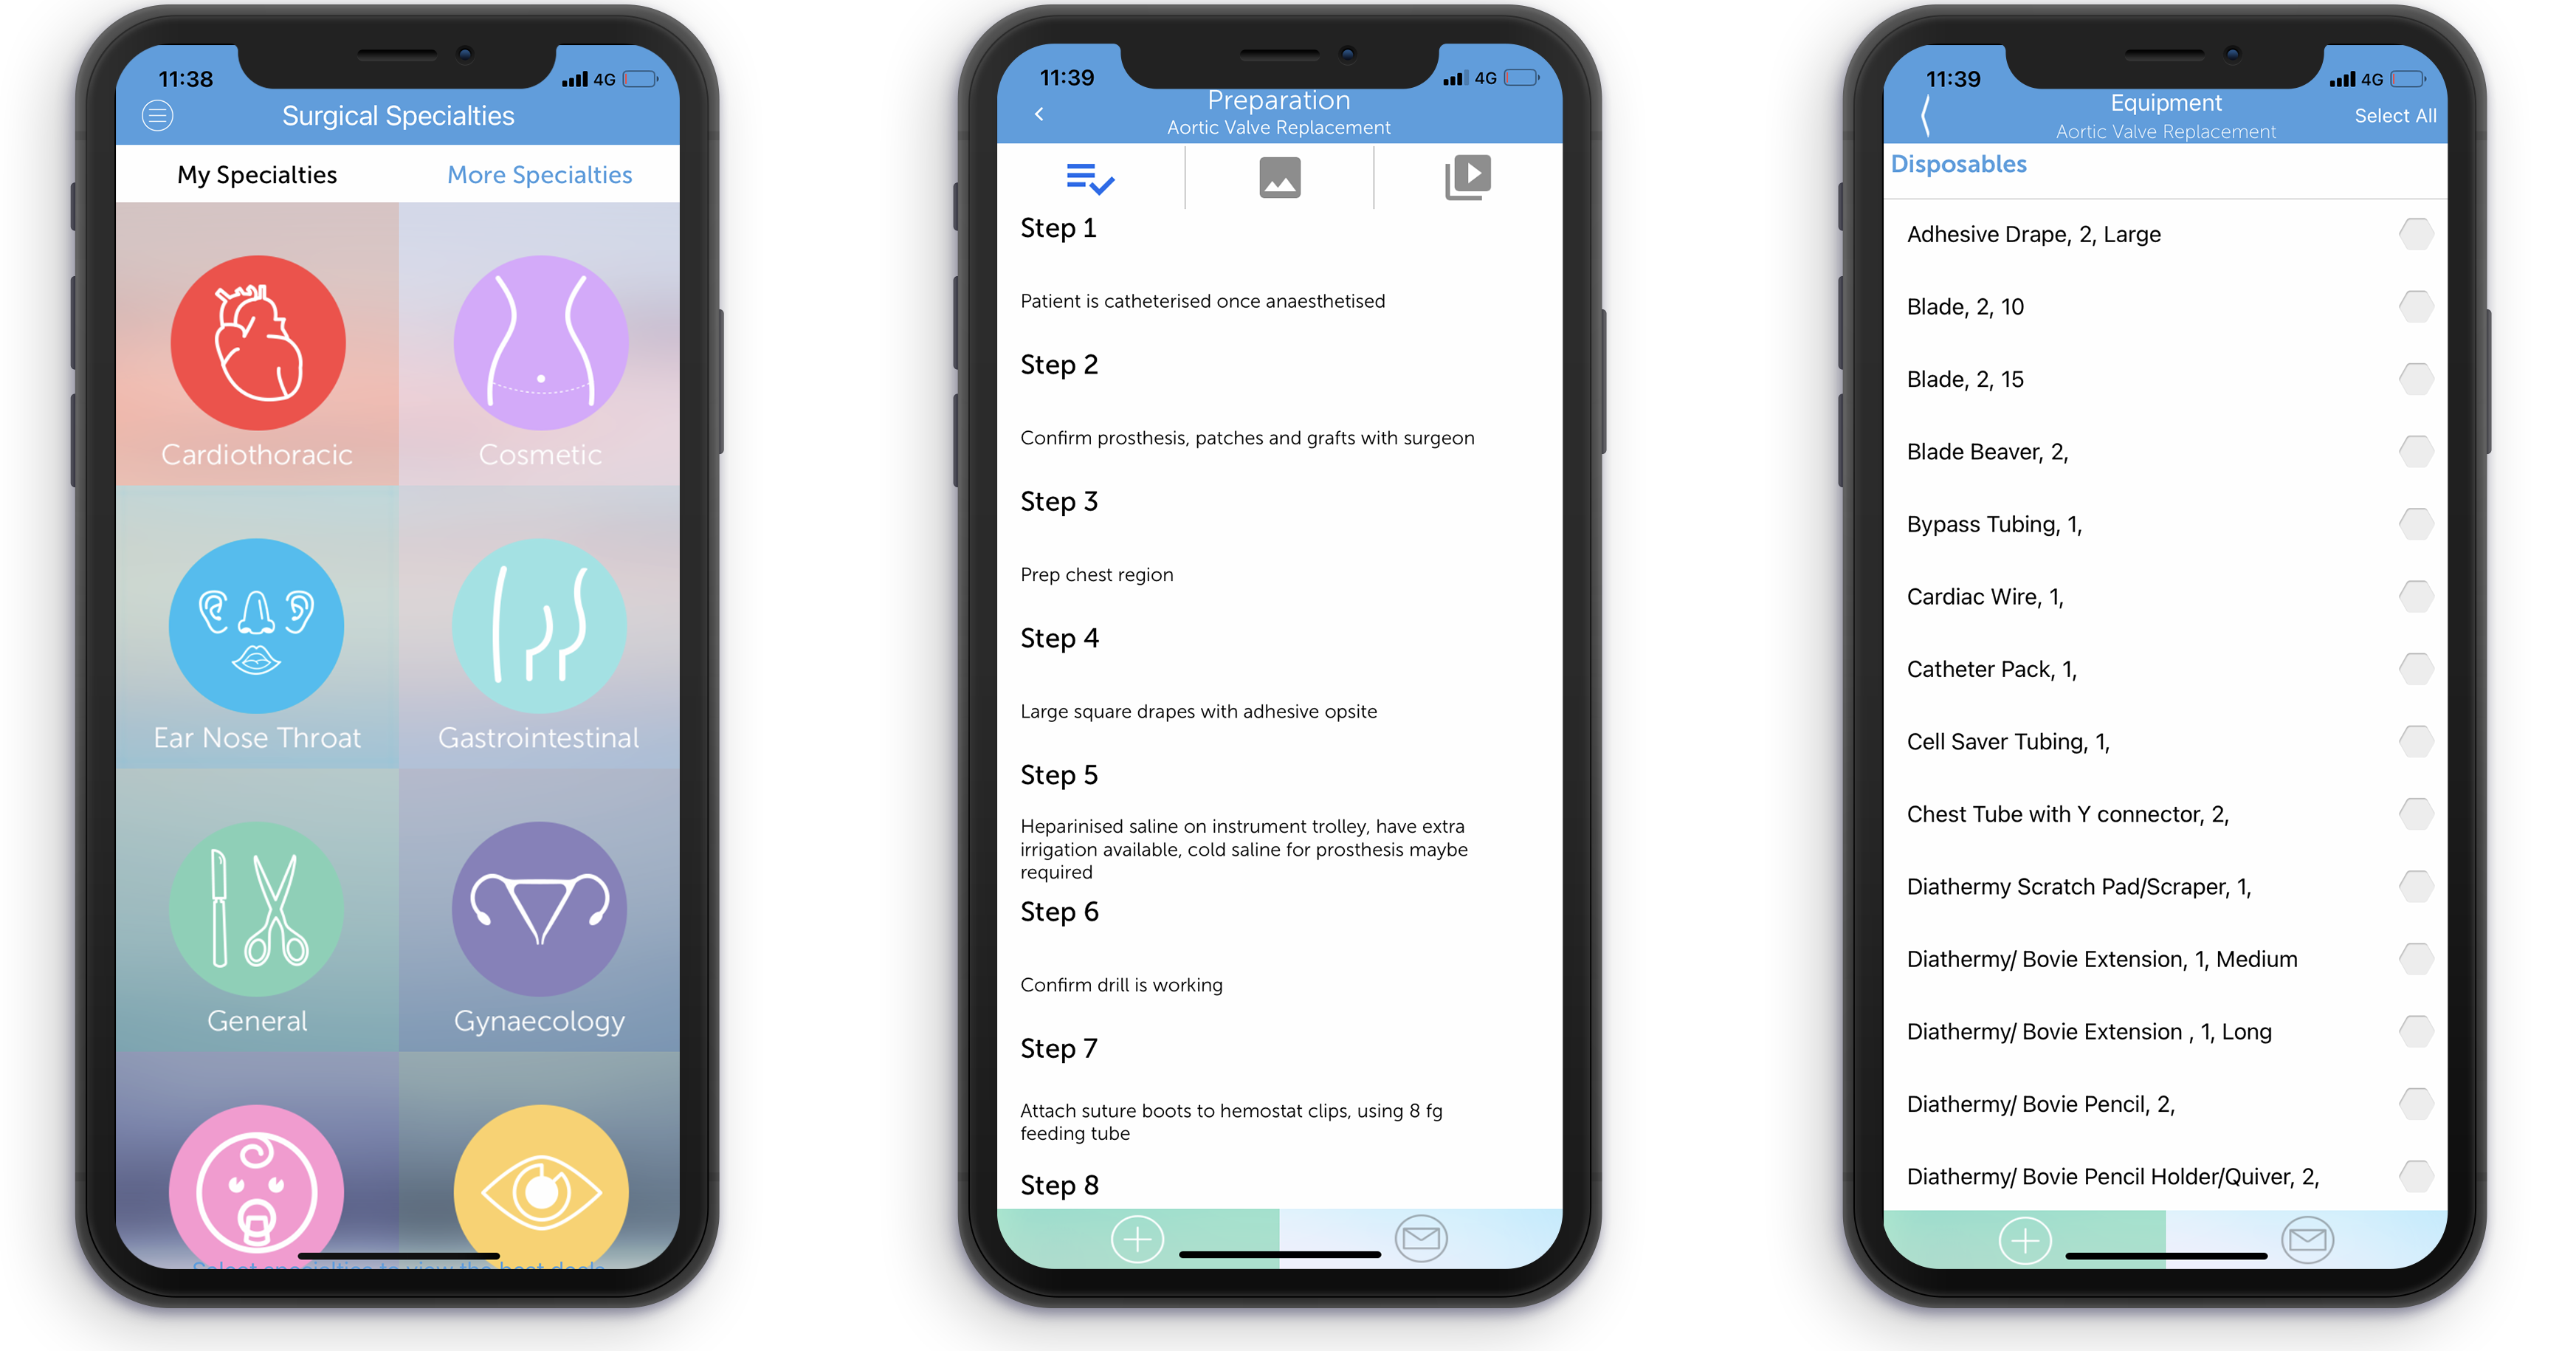 11:38
4G
Surgical Specialties
My Specialties
More Specialties
Cardiothoracic
Cosmetic
Ear Nose Throat
Gastrointestinal
General
Gynaecology
Select specialties to view the best deals
11:39
4G
Preparation
Aortic Valve Replacement
Step 1
Patient is catheterised once anaesthetised
Step 2
Confirm prosthesis, patches and grafts with surgeon
Step 3
Prep chest region
Step 4
Large square drapes with adhesive opsite
Step 5
Heparinised saline on instrument trolley, have extra
irrigation available, cold saline for prosthesis maybe
required
Step 6
Confirm drill is working
Step 7
Attach suture boots to hemostat clips, using 8 fg
feeding tube
Step 8
11:39
4G
Equipment
Aortic Valve Replacement
Select All
Disposables
Adhesive Drape, 2, Large
Blade, 2, 10
Blade, 2, 15
Blade Beaver, 2,
Bypass Tubing, 1,
Cardiac Wire, 1,
Catheter Pack, 1,
Cell Saver Tubing, 1,
Chest Tube with Y connector, 2,
Diathermy Scratch Pad/Scraper, 1,
Diathermy/ Bovie Extension, 1, Medium
Diathermy/ Bovie Extension , 1, Long
Diathermy/ Bovie Pencil, 2,
Diathermy/ Bovie Pencil Holder/Quiver, 2,